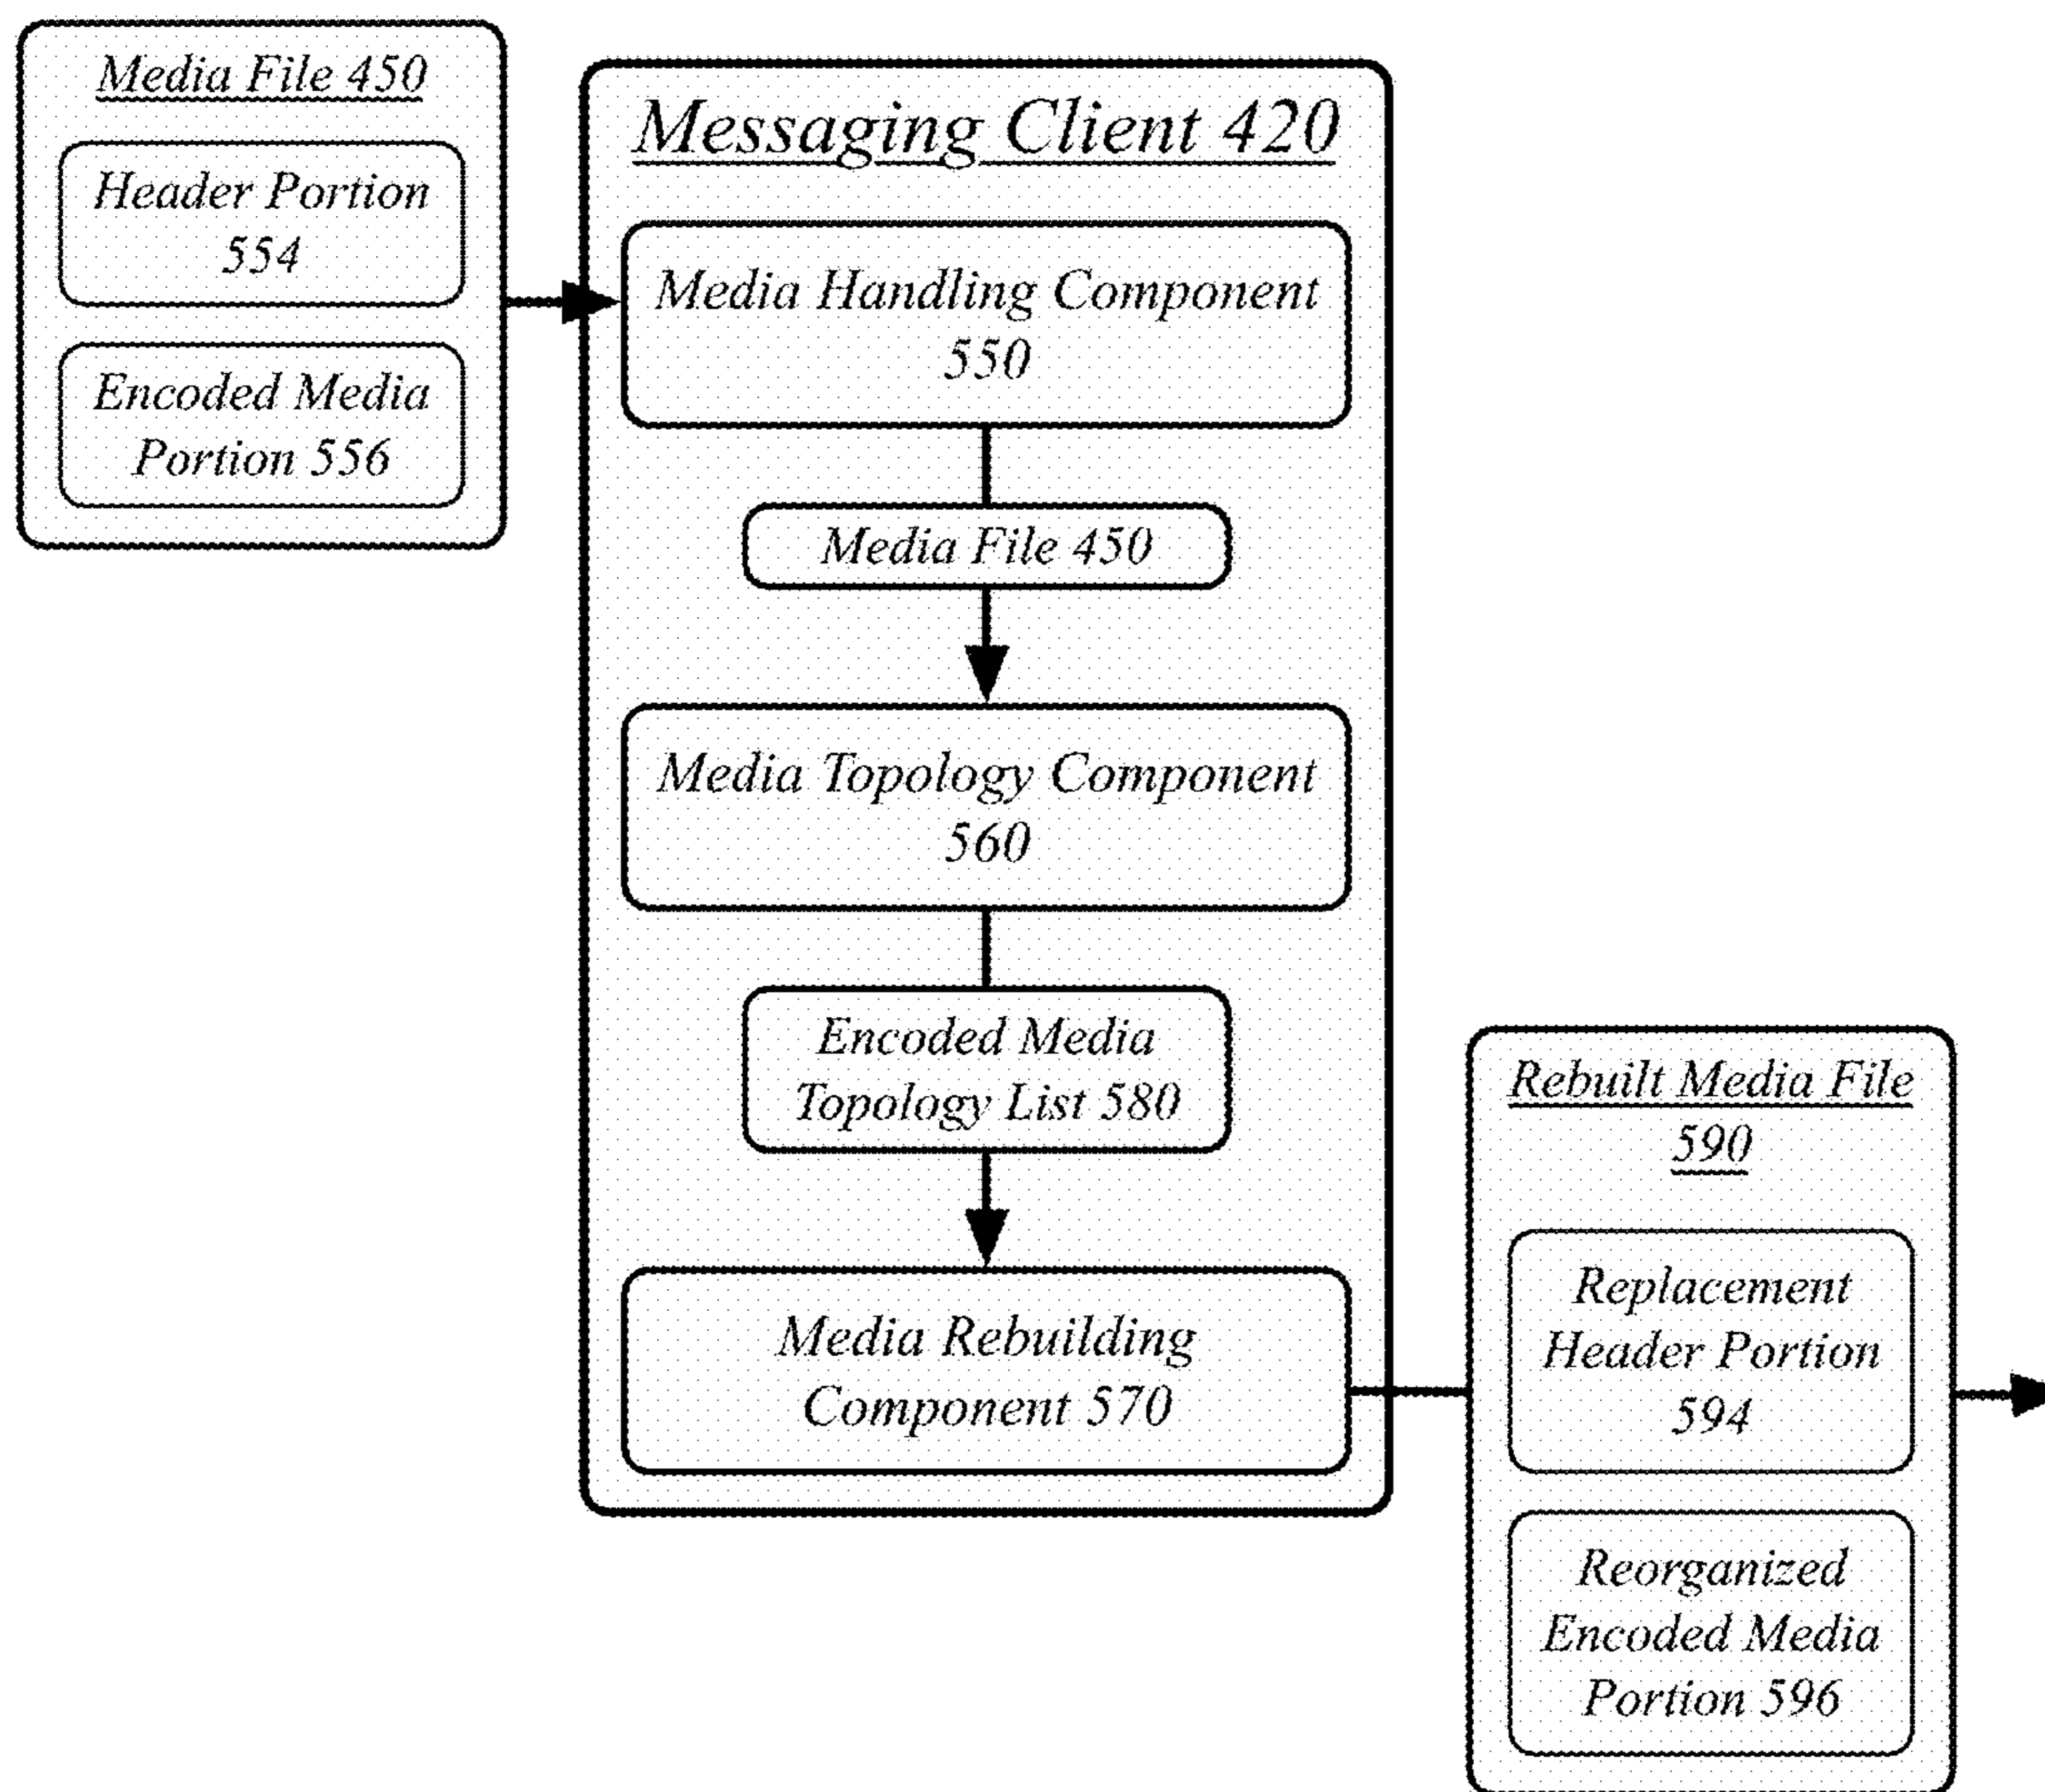 Media File 450
Header Portion
554
Encoded Media
Portion 556
Messaging Client 420
Media Handling Component
550
Media File 450
Media Topology Component
560
Encoded Media
Topology List 580
Media Rebuilding
Component 570
Rebuilt Media File
590
Replacement
Header Portion
594
Reorganized
Encoded Media
Portion 596